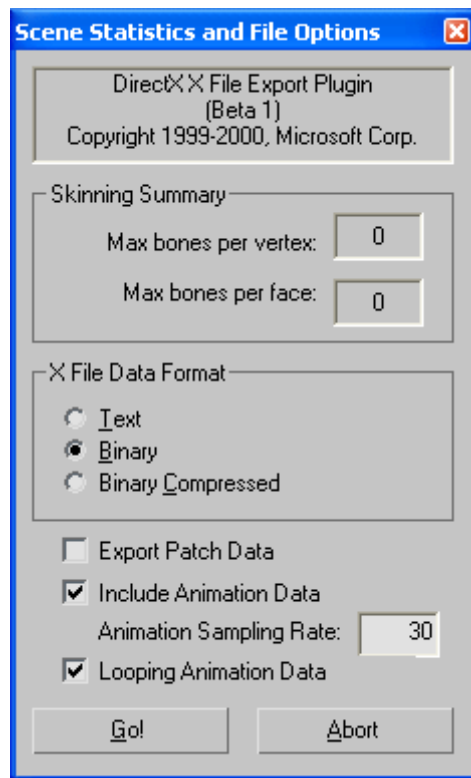 Scene Statistics and File Options
DirectX X File Export Plugin
(Beta 1)
Copyright 1999-2000, Microsoft Corp.
Skinning Summary
Max bones per vertex: 0
Max bones per face: 0
X File Data Format
Text
Binary
Binary Compressed
Export Patch Data
Include Animation Data
Animation Sampling Rate: 30
Looping Animation Data
Go! Abort